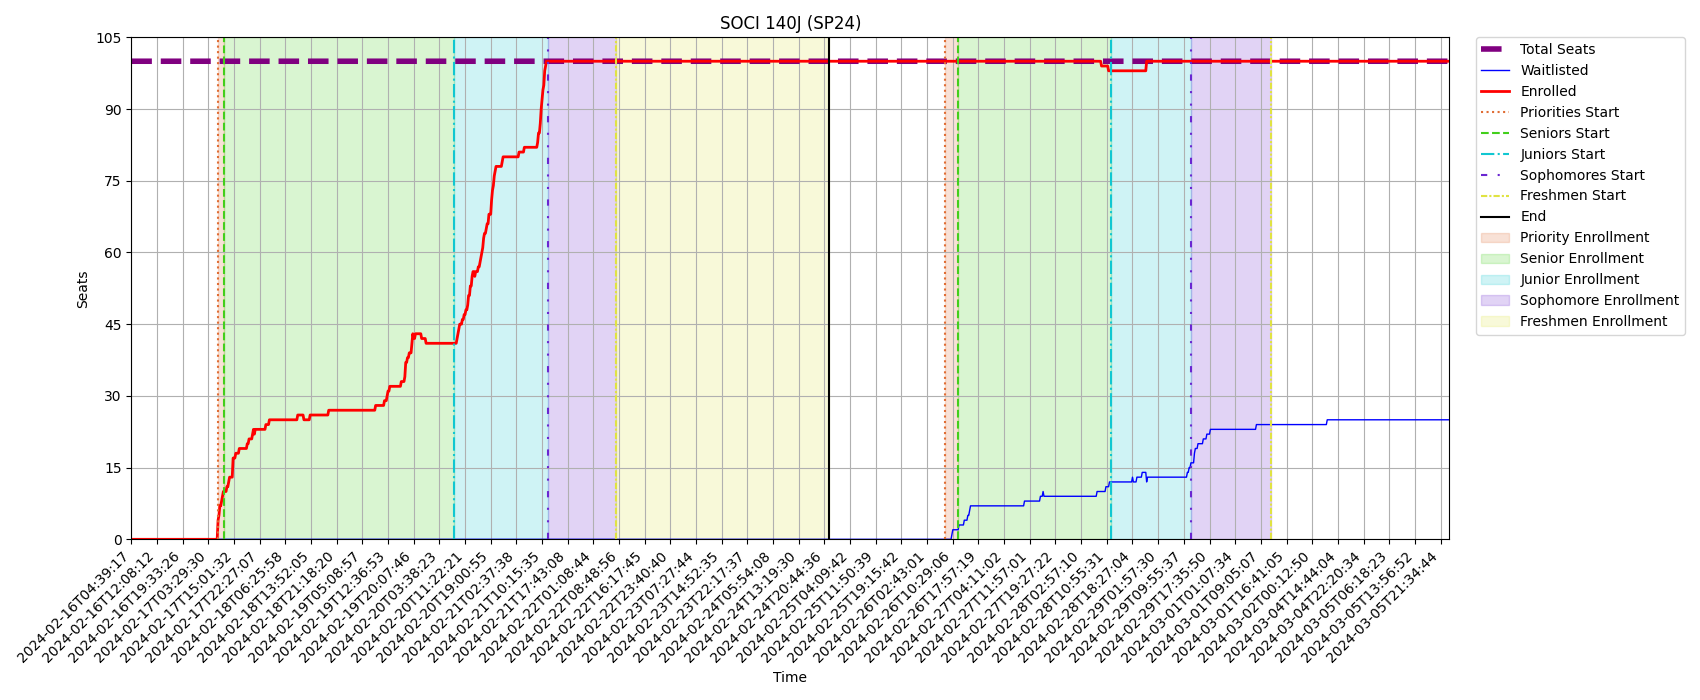 SOCI 140J (SP24)
105
90
75
60
45
30
15
0
Seats
2024-02-16T04:39:17
2024-02-16T12:08:12
2024-02-16T19:33:26
2024-02-17T03:29:30
2024-02-17T15:01:32
2024-02-17T22:27:07
2024-02-18T06:25:58
2024-02-18T13:52:05
2024-02-18T21:18:20
2024-02-19T05:08:57
2024-02-19T12:36:53
2024-02-19T20:07:46
2024-02-20T03:38:23
2024-02-20T11:22:21
2024-02-20T19:00:55
2024-02-21T02:37:38
2024-02-21T10:15:35
2024-02-21T17:43:08
2024-02-22T01:08:44
2024-02-22T08:48:56
2024-02-22T16:17:45
2024-02-22T23:40:40
2024-02-23T07:27:44
2024-02-23T14:52:35
2024-02-23T22:17:37
2024-02-24T05:54:08
2024-02-24T13:19:30
2024-02-24T20:44:36
2024-02-25T04:09:42
2024-02-25T11:50:39
2024-02-25T19:15:42
2024-02-26T02:43:01
2024-02-26T10:29:06
2024-02-26T17:57:19
2024-02-27T04:11:02
2024-02-27T11:57:01
2024-02-27T19:27:22
2024-02-28T02:57:10
2024-02-28T10:55:31
2024-02-28T18:27:04
2024-02-29T01:57:30
2024-02-29T09:55:37
2024-02-29T17:35:50
2024-03-01T01:07:34
2024-03-01T09:05:07
2024-03-01T16:41:05
2024-03-02T00:12:50
2024-03-04T14:44:04
2024-03-04T22:20:34
2024-03-05T06:18:23
2024-03-05T13:56:52
2024-03-05T21:34:44
Time
Total Seats
Waitlisted
Enrolled
Priorities Start
Seniors Start
Juniors Start
Sophomores Start
Freshmen Start
End
Priority Enrollment
Senior Enrollment
Junior Enrollment
Sophomore Enrollment
Freshmen Enrollment